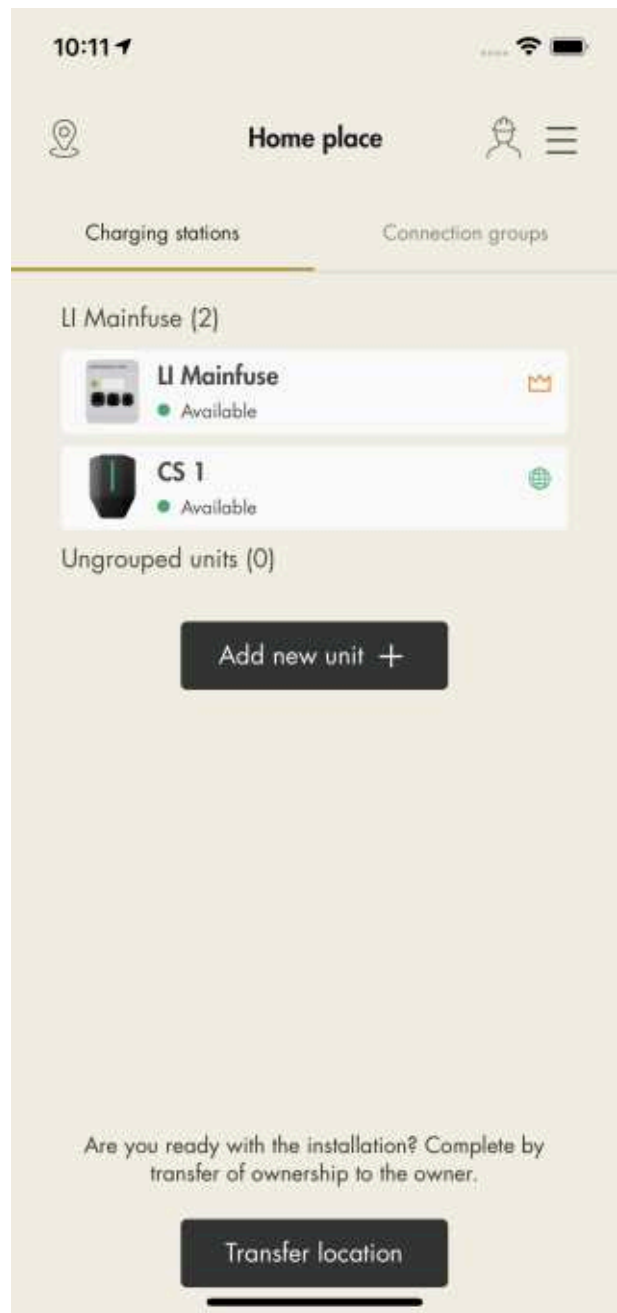 10:11
Home place
Charging stations
Connection groups
LI Mainfuse (2)
LI Mainfuse
Available
CS 1
Available
Ungrouped units (0)
Add new unit +
Are you ready with the installation? Complete by
transfer of ownership to the owner.
Transfer location